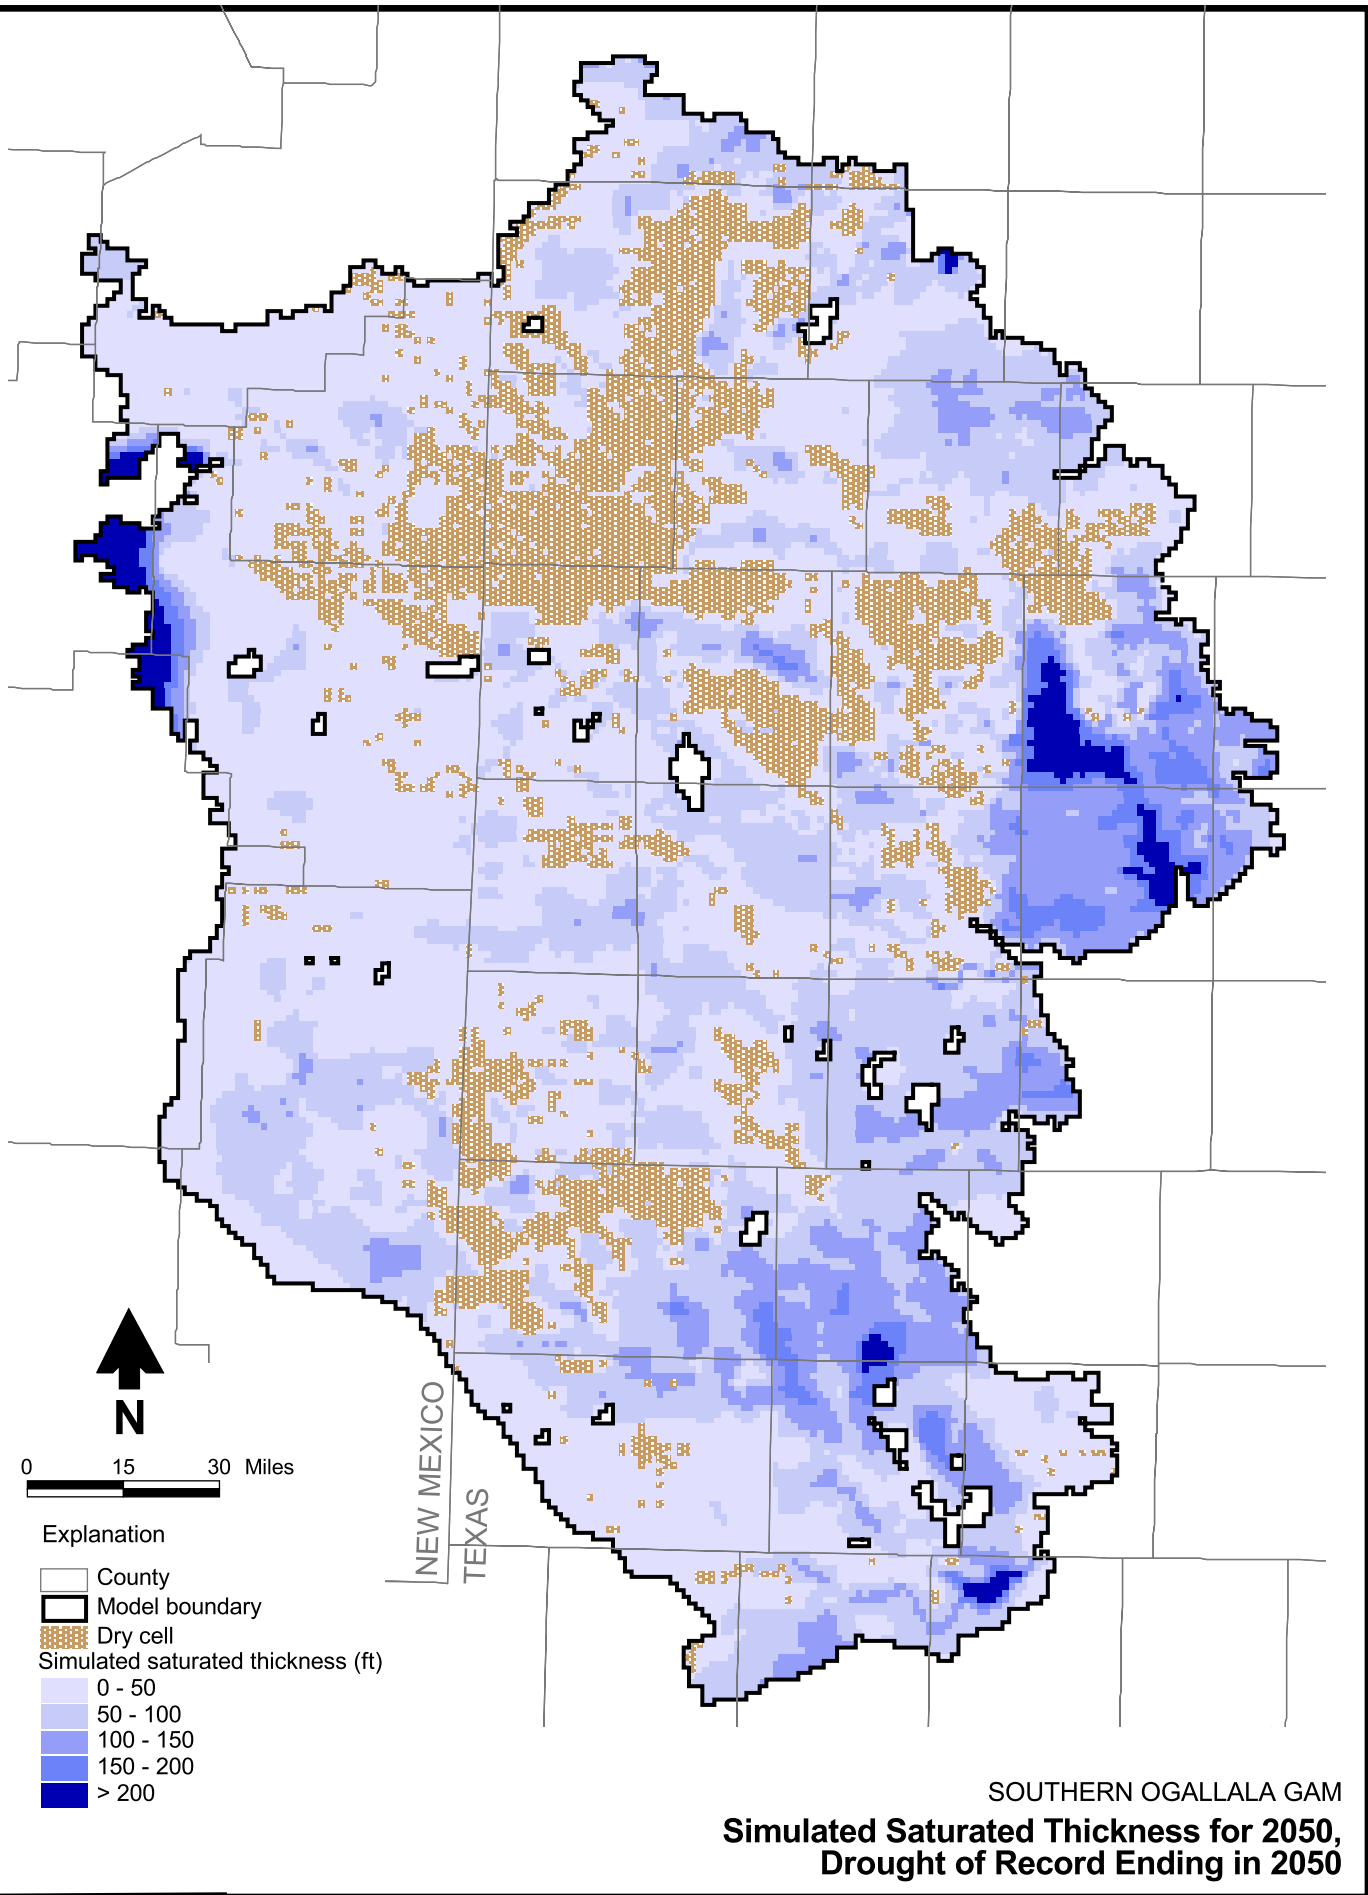 NEW MEXICO
TEXAS
N
0 15 30 Miles
Explanation
County
Model boundary
Dry cell
Simulated saturated thickness (ft)
0 - 50
50 - 100
100 - 150
150 - 200
> 200
SOUTHERN OGALLALA GAM
Simulated Saturated Thickness for 2050,
Drought of Record Ending in 2050